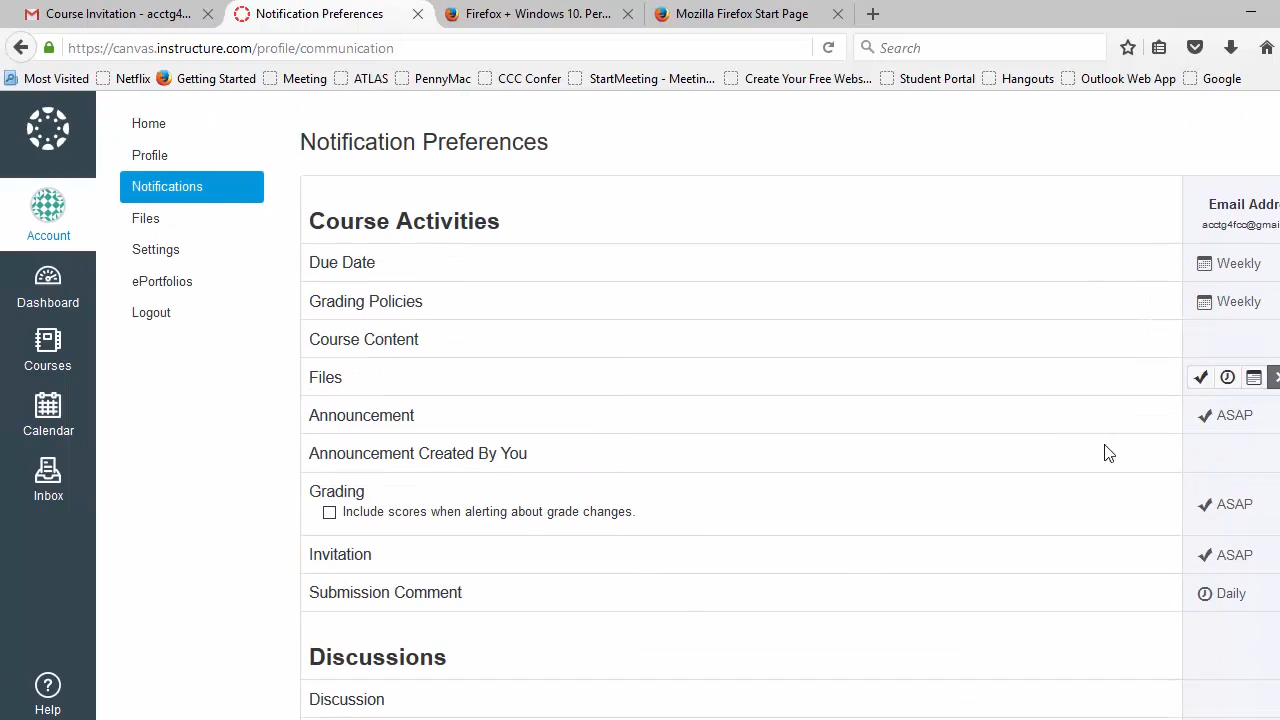 Course Invitation - acctg4... Notification Preferences Firefox + Windows 10. Per... Mozilla Firefox Start Page
https://canvas.instructure.com/profile/communication Search
Most Visited Netflix Getting Started Meeting ATLAS PennyMac CCC Confer StartMeeting - Meetin... Create Your Free Webs... Student Portal Hangouts Outlook Web App Google
Home
Profile
Notifications
Files
Settings
ePortfolios
Logout
Account
Dashboard
Courses
Calendar
Inbox
Help
Notification Preferences
Course Activities Email Addr
acctg4fcc@gmai
Due Date Weekly
Grading Policies Weekly
Course Content
Files
Announcement ASAP
Announcement Created By You
Grading ASAP
Include scores when alerting about grade changes.
Invitation ASAP
Submission Comment Daily
Discussions
Discussion